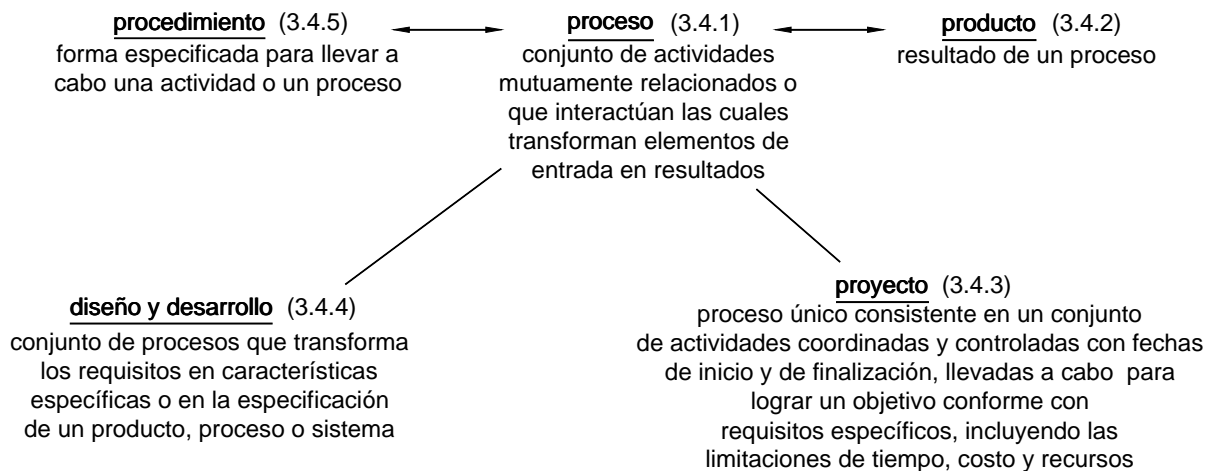 procedimiento (3.4.5)
forma especificada para llevar a
cabo una actividad o un proceso
proceso (3.4.1)
conjunto de actividades
mutuamente relacionados o
que interactúan las cuales
transforman elementos de
entrada en resultados
producto (3.4.2)
resultado de un proceso
diseño y desarrollo (3.4.4)
conjunto de procesos que transforma
los requisitos en características
específicas o en la especificación
de un producto, proceso o sistema
proyecto (3.4.3)
proceso único consistente en un conjunto
de actividades coordinadas y controladas con fechas
de inicio y de finalización, llevadas a cabo para
lograr un objetivo conforme con
requisitos específicos, incluyendo las
limitaciones de tiempo, costo y recursos